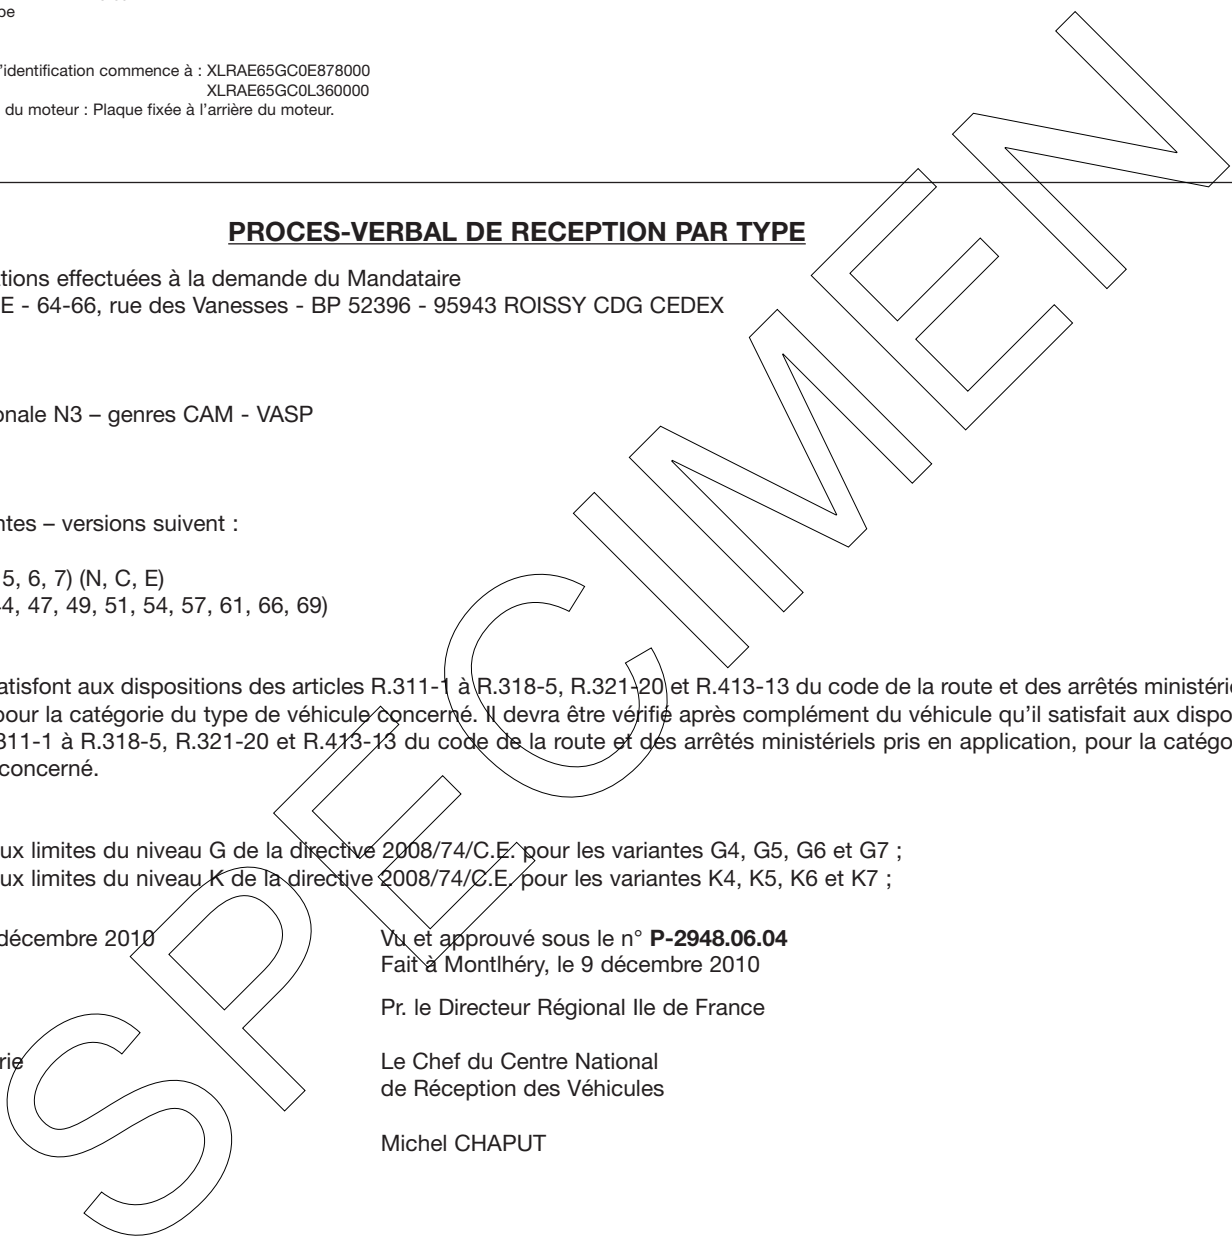 pe
'identification commence à : XLRAE65GC0E878000
XLRAE65GC0L360000
du moteur : Plaque fixée à l'arrière du moteur.
PROCES-VERBAL DE RECEPTION PAR TYPE
tions effectuées à la demande du Mandataire
E - 64-66, rue des Vanesses - BP 52396 - 95943 ROISSY CDG CEDEX
onale N3 – genres CAM - VASP
ntes – versions suivent :
5, 6, 7) (N, C, E)
44, 47, 49, 51, 54, 57, 61, 66, 69)
atisfont aux dispositions des articles R.311-1 à R.318-5, R.321-20 et R.413-13 du code de la route et des arrêtés ministérie
pour la catégorie du type de véhicule concerné. Il devra être vérifié après complément du véhicule qu'il satisfait aux dispo
311-1 à R.318-5, R.321-20 et R.413-13 du code de la route et des arrêtés ministériels pris en application, pour la catégo
concerné.
ux limites du niveau G de la directive 2008/74/C.E. pour les variantes G4, G5, G6 et G7 ;
ux limites du niveau K de la directive 2008/74/C.E. pour les variantes K4, K5, K6 et K7 ;
décembre 2010
Vu et approuvé sous le n° P-2948.06.04
Fait à Montlhéry, le 9 décembre 2010
Pr. le Directeur Régional Ile de France
rie
Le Chef du Centre National
de Réception des Véhicules
Michel CHAPUT
SPECIMEN